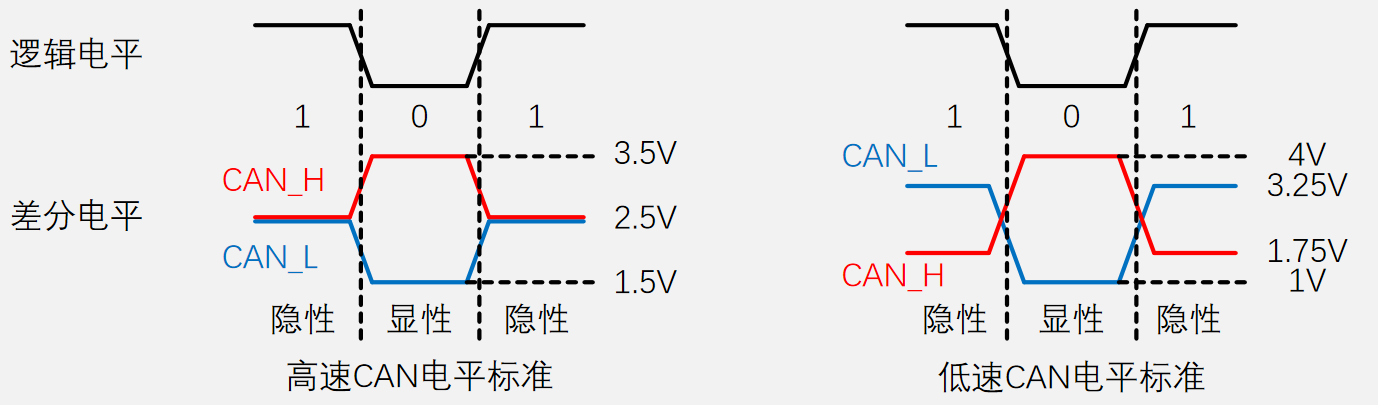 逻辑电平
1 0 1
3.5V
CAN_H
差分电平
2.5V
CAN_L
1.5V
隐性 显性 隐性
高速CAN电平标准
1 0 1
CAN_L
4V
3.25V
1.75V
CAN_H
1V
隐性 显性 隐性
低速CAN电平标准